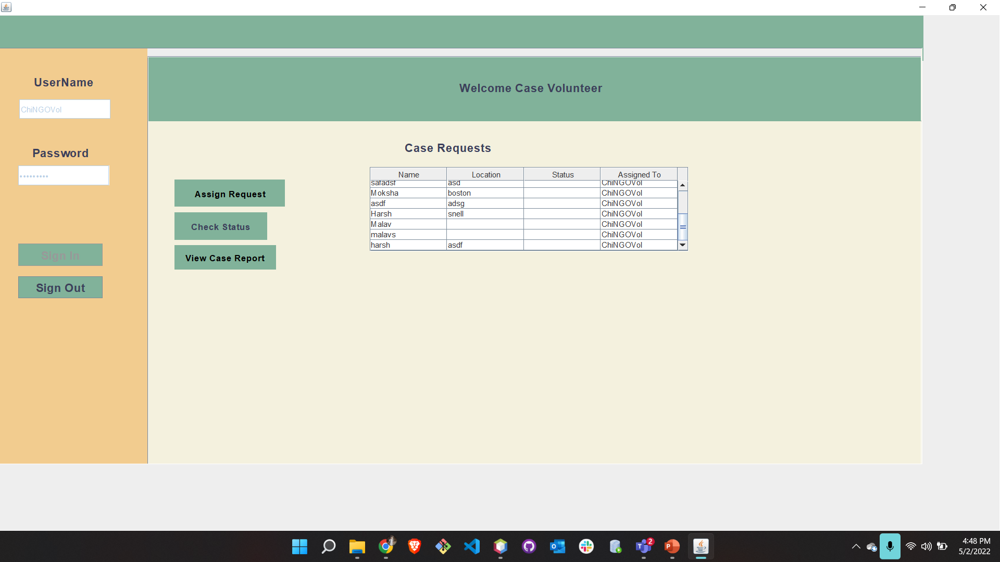 UserName
ChiNGOVol
Password
Sign In
Sign Out
Welcome Case Volunteer
Case Requests
Assign Request
Check Status
View Case Report
Name Location Status Assigned To
safadsf asd ChiNGOVol
Moksha boston ChiNGOVol
asdf adsg ChiNGOVol
Harsh snell ChiNGOVol
Malav ChiNGOVol
malavs ChiNGOVol
harsh asdf ChiNGOVol
2
4:48 PM
5/2/2022